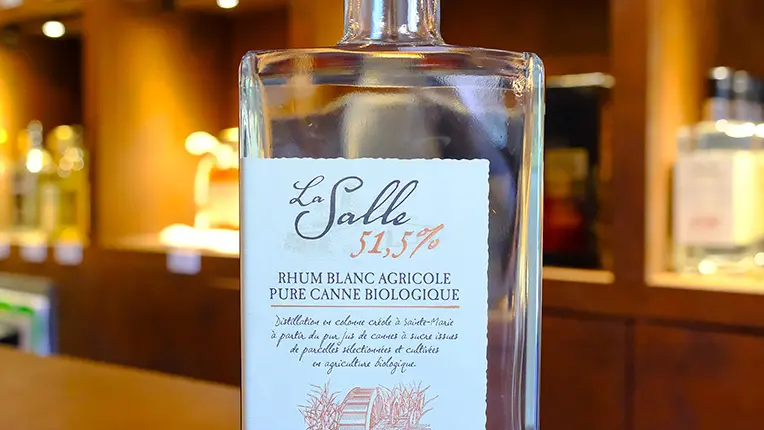 La Salle
51,5%
RHUM BLANC AGRICOLE
PURE CANNE BIOLOGIQUE
Distillation en colonne créole à Sainte-Marie
à partir du pur jus de cannes à sucre issues
de parcelles sélectionnées et cultivées
en agriculture biologique.